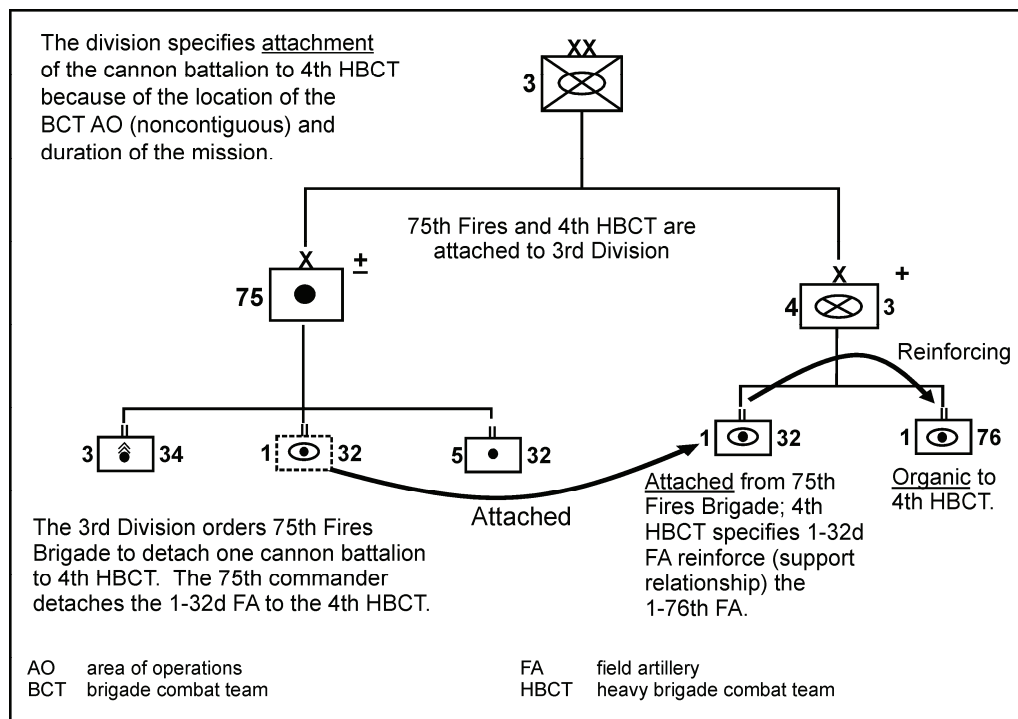 The division specifies attachment
of the cannon battalion to 4th HBCT
because of the location of the
BCT AO (noncontiguous) and
duration of the mission.
XX
3
75th Fires and 4th HBCT are
attached to 3rd Division
X
±
75
X
+
4
3
Reinforcing
3
34
1
32
5
32
1
32
1
76
Attached
Attached from 75th
Fires Brigade; 4th
HBCT specifies 1-32d
FA reinforce (support
relationship) the
1-76th FA.
Organic to
4th HBCT.
The 3rd Division orders 75th Fires
Brigade to detach one cannon battalion
to 4th HBCT.  The 75th commander
detaches the 1-32d FA to the 4th HBCT.
AO area of operations
BCT brigade combat team
FA field artillery
HBCT heavy brigade combat team